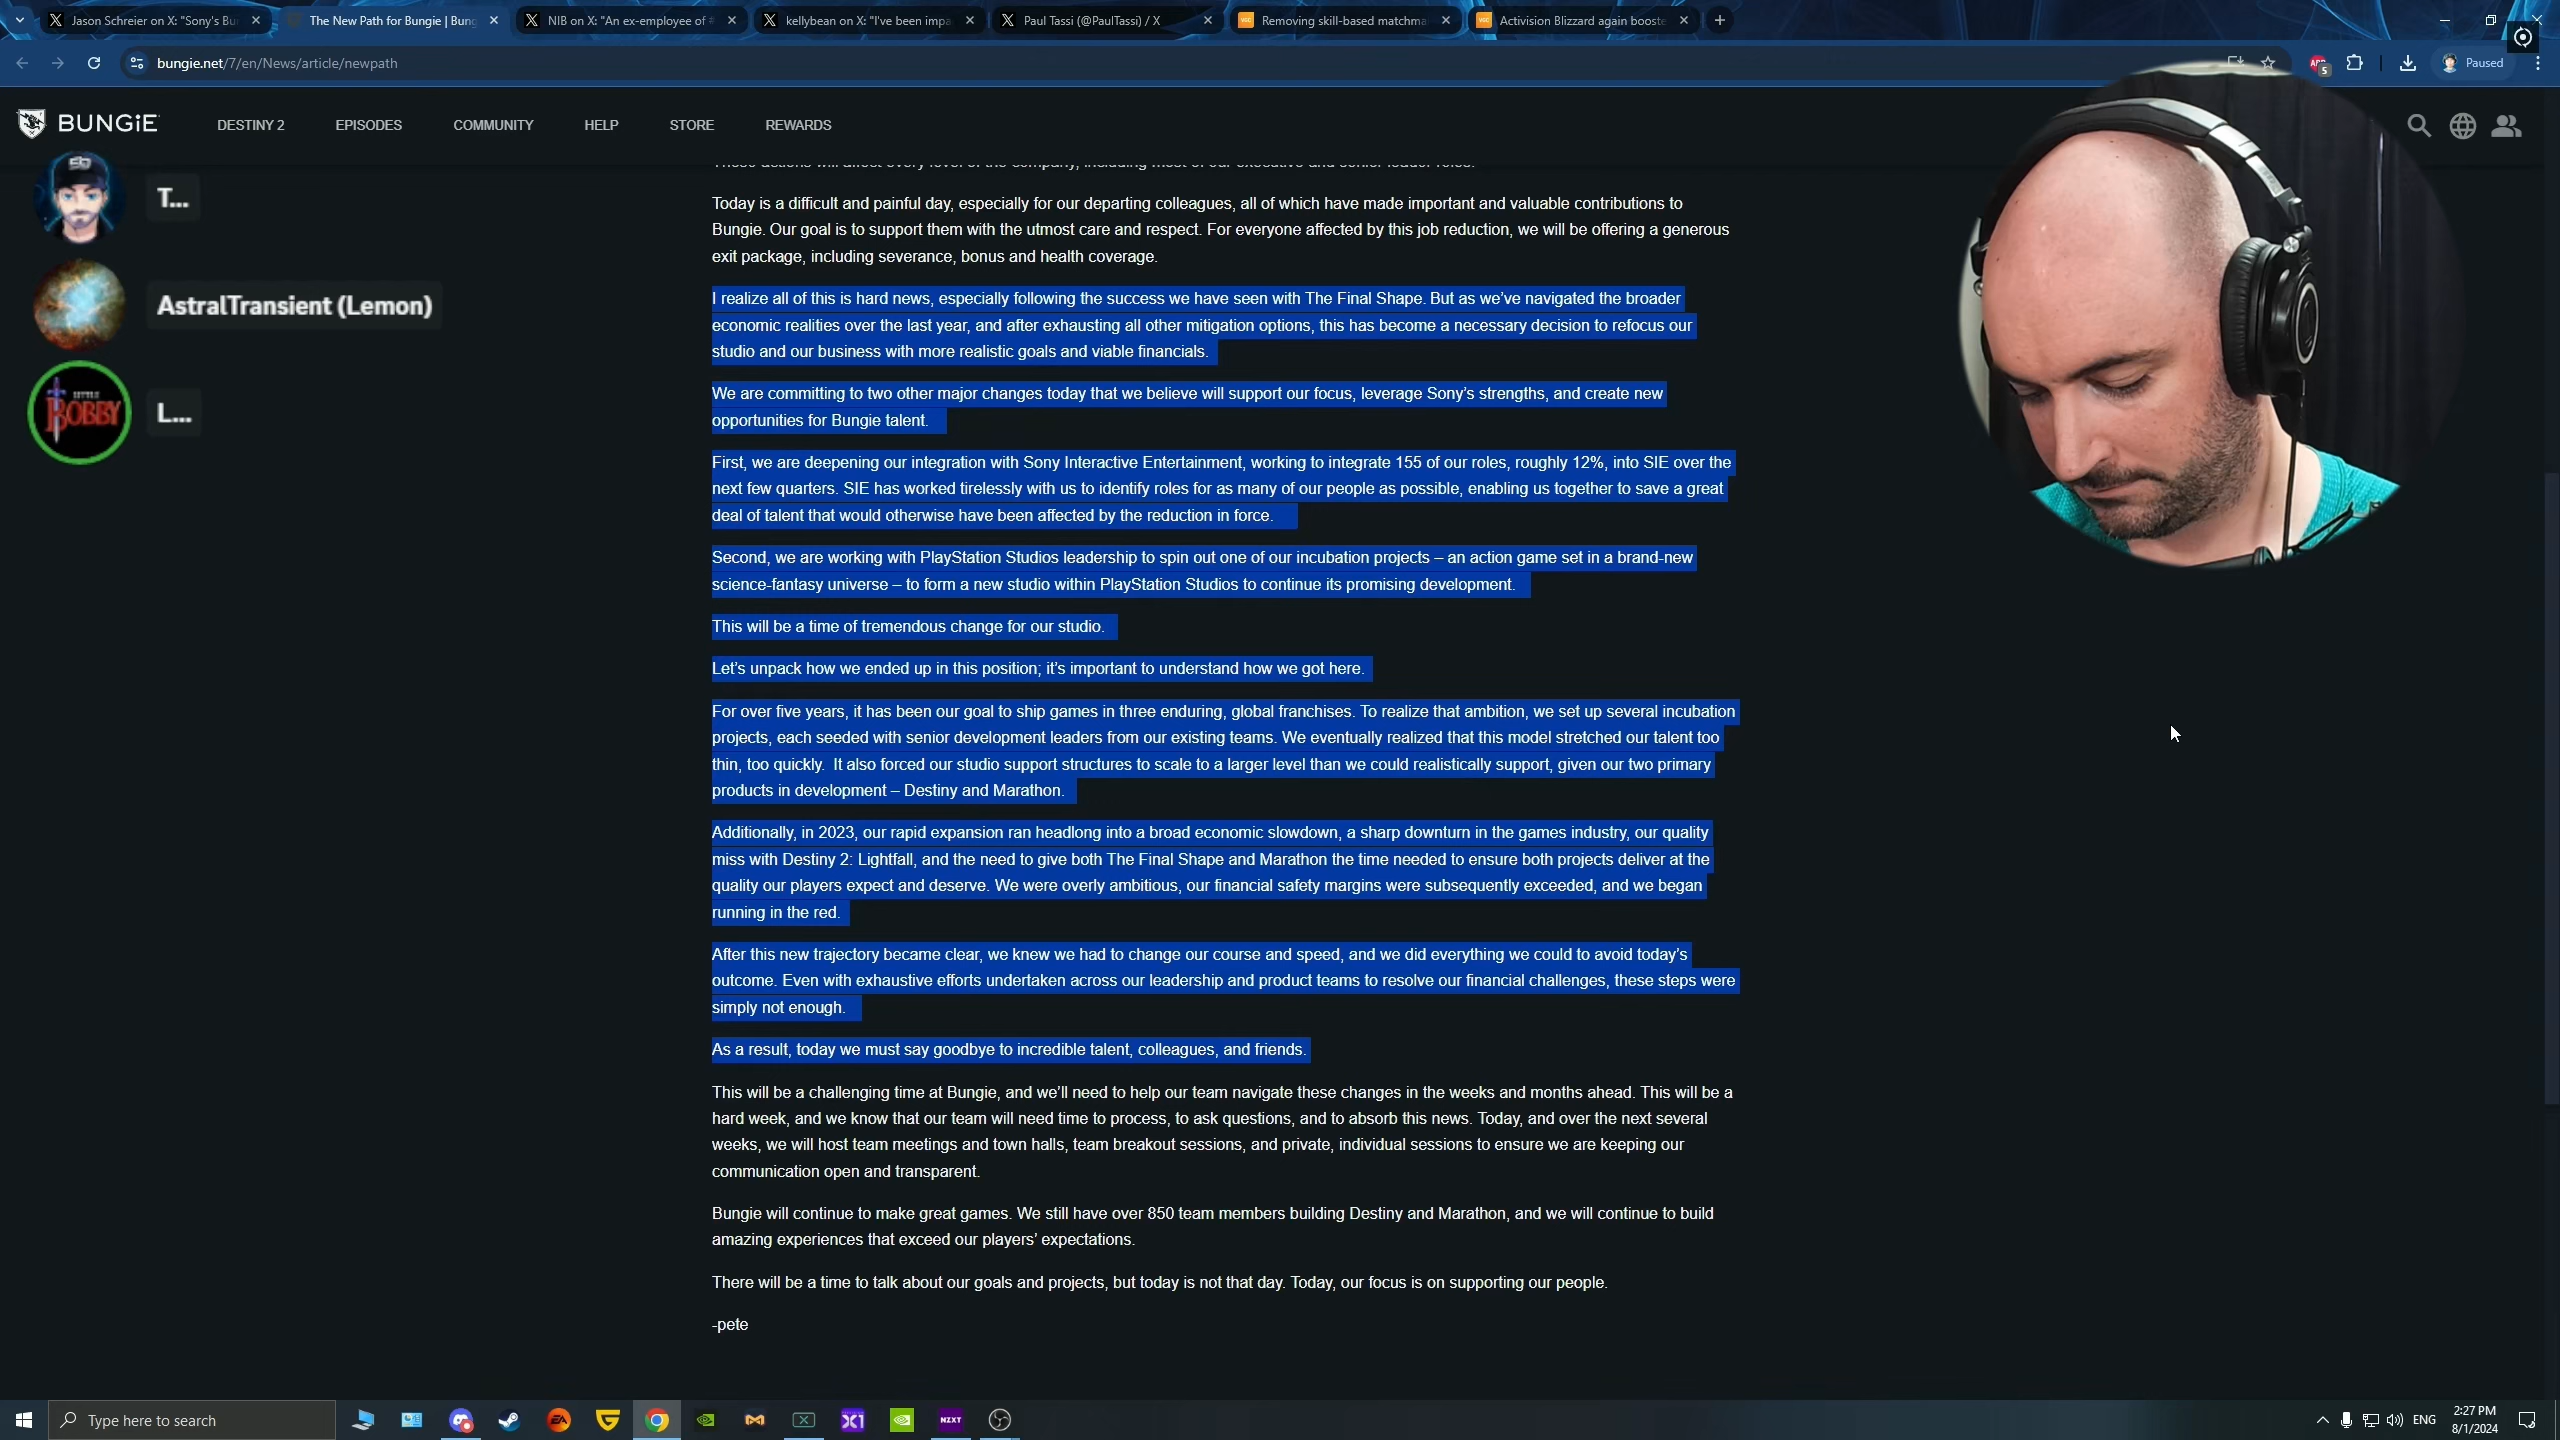 Jason Schreier on X: "Sony's Bu
The New Path for Bungie | Bung
NIB on X: "An ex-employee of
kellybean on X: "I've been impa
Paul Tassi (@PaulTassi) / X
Removing skill-based matchma
Activision Blizzard again booste
bungie.net/7/en/News/article/newpath
ABP
5
Paused
BUNGiE
DESTINY 2
EPISODES
COMMUNITY
HELP
STORE
REWARDS
These actions will affect every level of the company, including most of our executive and senior leader roles.
T...
AstralTransient (Lemon)
BOBBY
L...
Today is a difficult and painful day, especially for our departing colleagues, all of which have made important and valuable contributions to
Bungie. Our goal is to support them with the utmost care and respect. For everyone affected by this job reduction, we will be offering a generous
exit package, including severance, bonus and health coverage.
I realize all of this is hard news, especially following the success we have seen with The Final Shape. But as we’ve navigated the broader
economic realities over the last year, and after exhausting all other mitigation options, this has become a necessary decision to refocus our
studio and our business with more realistic goals and viable financials.
We are committing to two other major changes today that we believe will support our focus, leverage Sony’s strengths, and create new
opportunities for Bungie talent.
First, we are deepening our integration with Sony Interactive Entertainment, working to integrate 155 of our roles, roughly 12%, into SIE over the
next few quarters. SIE has worked tirelessly with us to identify roles for as many of our people as possible, enabling us together to save a great
deal of talent that would otherwise have been affected by the reduction in force.
Second, we are working with PlayStation Studios leadership to spin out one of our incubation projects – an action game set in a brand-new
science-fantasy universe – to form a new studio within PlayStation Studios to continue its promising development.
This will be a time of tremendous change for our studio.
Let’s unpack how we ended up in this position; it’s important to understand how we got here.
For over five years, it has been our goal to ship games in three enduring, global franchises. To realize that ambition, we set up several incubation
projects, each seeded with senior development leaders from our existing teams. We eventually realized that this model stretched our talent too
thin, too quickly. It also forced our studio support structures to scale to a larger level than we could realistically support, given our two primary
products in development – Destiny and Marathon.
Additionally, in 2023, our rapid expansion ran headlong into a broad economic slowdown, a sharp downturn in the games industry, our quality
miss with Destiny 2: Lightfall, and the need to give both The Final Shape and Marathon the time needed to ensure both projects deliver at the
quality our players expect and deserve. We were overly ambitious, our financial safety margins were subsequently exceeded, and we began
running in the red.
After this new trajectory became clear, we knew we had to change our course and speed, and we did everything we could to avoid today’s
outcome. Even with exhaustive efforts undertaken across our leadership and product teams to resolve our financial challenges, these steps were
simply not enough.
As a result, today we must say goodbye to incredible talent, colleagues, and friends.
This will be a challenging time at Bungie, and we’ll need to help our team navigate these changes in the weeks and months ahead. This will be a
hard week, and we know that our team will need time to process, to ask questions, and to absorb this news. Today, and over the next several
weeks, we will host team meetings and town halls, team breakout sessions, and private, individual sessions to ensure we are keeping our
communication open and transparent.
Bungie will continue to make great games. We still have over 850 team members building Destiny and Marathon, and we will continue to build
amazing experiences that exceed our players’ expectations.
There will be a time to talk about our goals and projects, but today is not that day. Today, our focus is on supporting our people.
-pete
Type here to search
EA
X1
NZXT
ENG
2:27 PM
8/1/2024